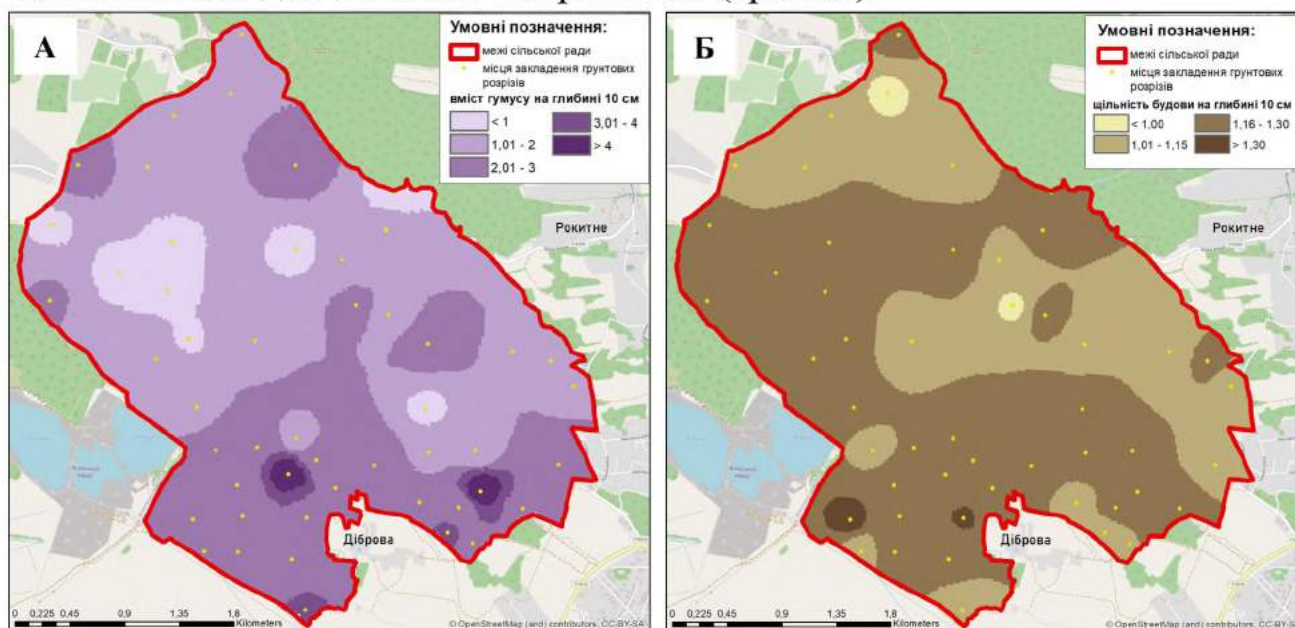 А
Умовні позначення:
межі сільської ради
місця закладення грунтових
розрізів
вміст гумусу на глибині 10 см
< 1
3,01 - 4
1,01 - 2
> 4
2,01 - 3
Рокитне
Діброва
0 0,225 0,45 0,9 1,35 1,8
Kilometers
© OpenStreetMap (and) contributors, CC-BY-SA
Б
Умовні позначення:
межі сільської ради
місця закладення грунтових
розрізів
щільність будови на глибині 10 см
< 1,00
1,16 - 1,30
1,01 - 1,15
> 1,30
Рокитне
Діброва
0 0,225 0,45 0,9 1,35 1,8
Kilometers
© OpenStreetMap (and) contributors, CC-BY-SA